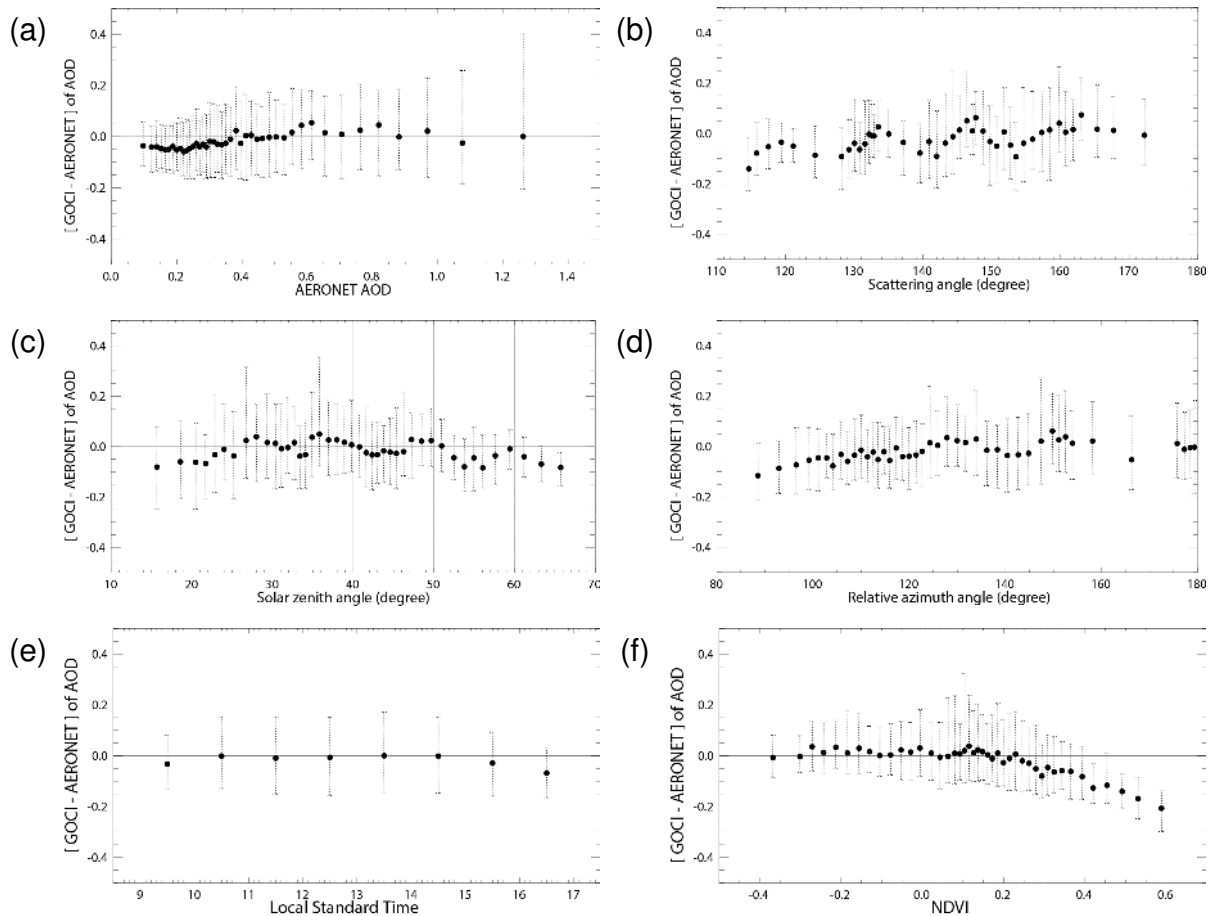 (a)
[ GOCI - AERONET ] of AOD
0.4
0.2
0.0
-0.2
-0.4
0.0 0.2 0.4 0.6 0.8 1.0 1.2 1.4
AERONET AOD
(b)
[ GOCI - AERONET ] of AOD
0.4
0.2
0.0
-0.2
-0.4
110 120 130 140 150 160 170 180
Scattering angle (degree)
(c)
[ GOCI - AERONET ] of AOD
0.4
0.2
0.0
-0.2
-0.4
10 20 30 40 50 60 70
Solar zenith angle (degree)
(d)
[ GOCI - AERONET ] of AOD
0.4
0.2
0.0
-0.2
-0.4
80 100 120 140 160 180
Relative azimuth angle (degree)
(e)
[ GOCI - AERONET ] of AOD
0.4
0.2
0.0
-0.2
-0.4
9 10 11 12 13 14 15 16 17
Local Standard Time
(f)
[ GOCI - AERONET ] of AOD
0.4
0.2
0.0
-0.2
-0.4
-0.4 -0.2 0.0 0.2 0.4 0.6
NDVI